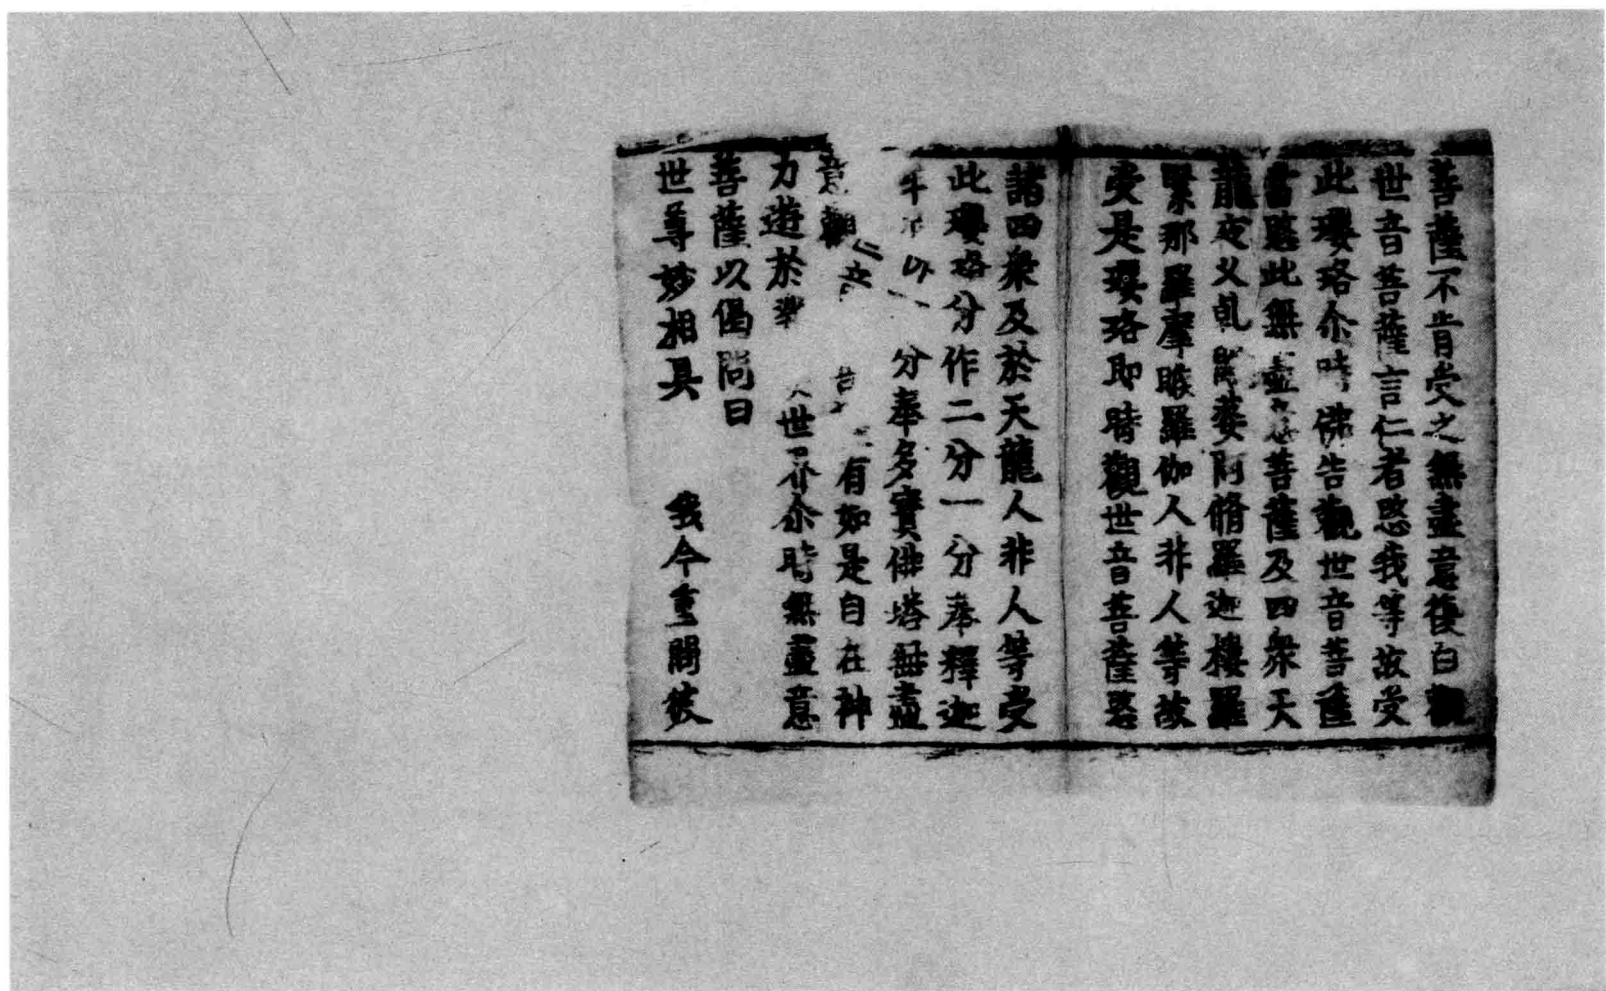 菩薩不肯受之無盡意復白觀
世音菩薩言仁者愍我等故受
此瓔珞尒時佛告觀世音菩薩
當愍此無盡意菩薩及四衆天
龍夜叉乹闥婆阿脩羅迦樓羅
緊那羅摩睺羅伽人非人等故
受是瓔珞即時觀世音菩薩愍
諸四衆及於天龍人非人等受
此瓔珞分作二分一分奉釋迦
牟 分奉多寶佛塔無盡
意觀 有如是自在神
力遊於 世界尒時無盡意
菩薩以偈問曰
世尊妙相具 我今重問彼